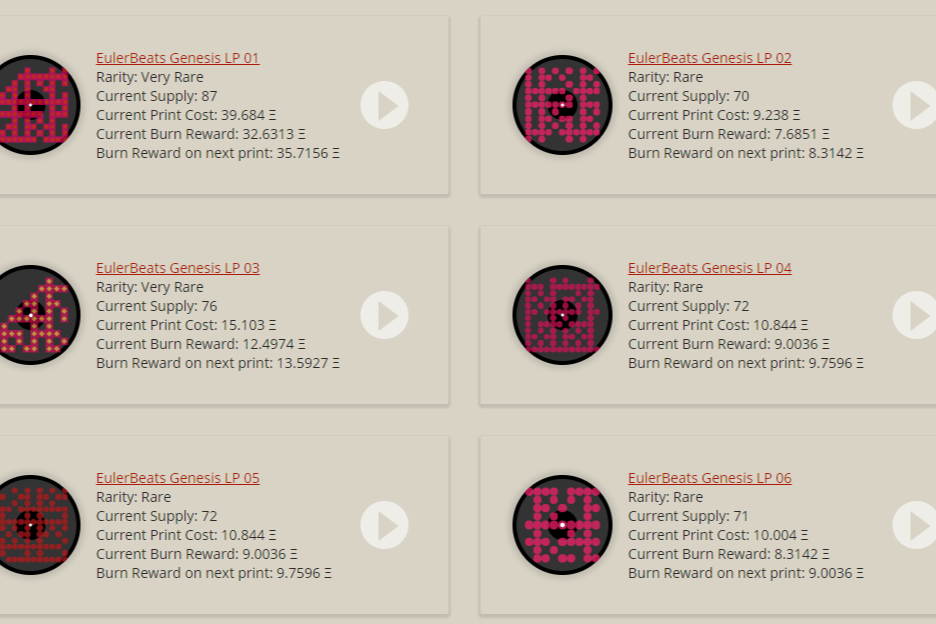 EulerBeats Genesis LP 01
Rarity: Very Rare
Current Supply: 87
Current Print Cost: 39.684 Ξ
Current Burn Reward: 32.6313 Ξ
Burn Reward on next print: 35.7156 Ξ
EulerBeats Genesis LP 02
Rarity: Rare
Current Supply: 70
Current Print Cost: 9.238 Ξ
Current Burn Reward: 7.6851 Ξ
Burn Reward on next print: 8.3142 Ξ
EulerBeats Genesis LP 03
Rarity: Very Rare
Current Supply: 76
Current Print Cost: 15.103 Ξ
Current Burn Reward: 12.4974 Ξ
Burn Reward on next print: 13.5927 Ξ
EulerBeats Genesis LP 04
Rarity: Rare
Current Supply: 72
Current Print Cost: 10.844 Ξ
Current Burn Reward: 9.0036 Ξ
Burn Reward on next print: 9.7596 Ξ
EulerBeats Genesis LP 05
Rarity: Rare
Current Supply: 72
Current Print Cost: 10.844 Ξ
Current Burn Reward: 9.0036 Ξ
Burn Reward on next print: 9.7596 Ξ
EulerBeats Genesis LP 06
Rarity: Rare
Current Supply: 71
Current Print Cost: 10.004 Ξ
Current Burn Reward: 8.3142 Ξ
Burn Reward on next print: 9.0036 Ξ